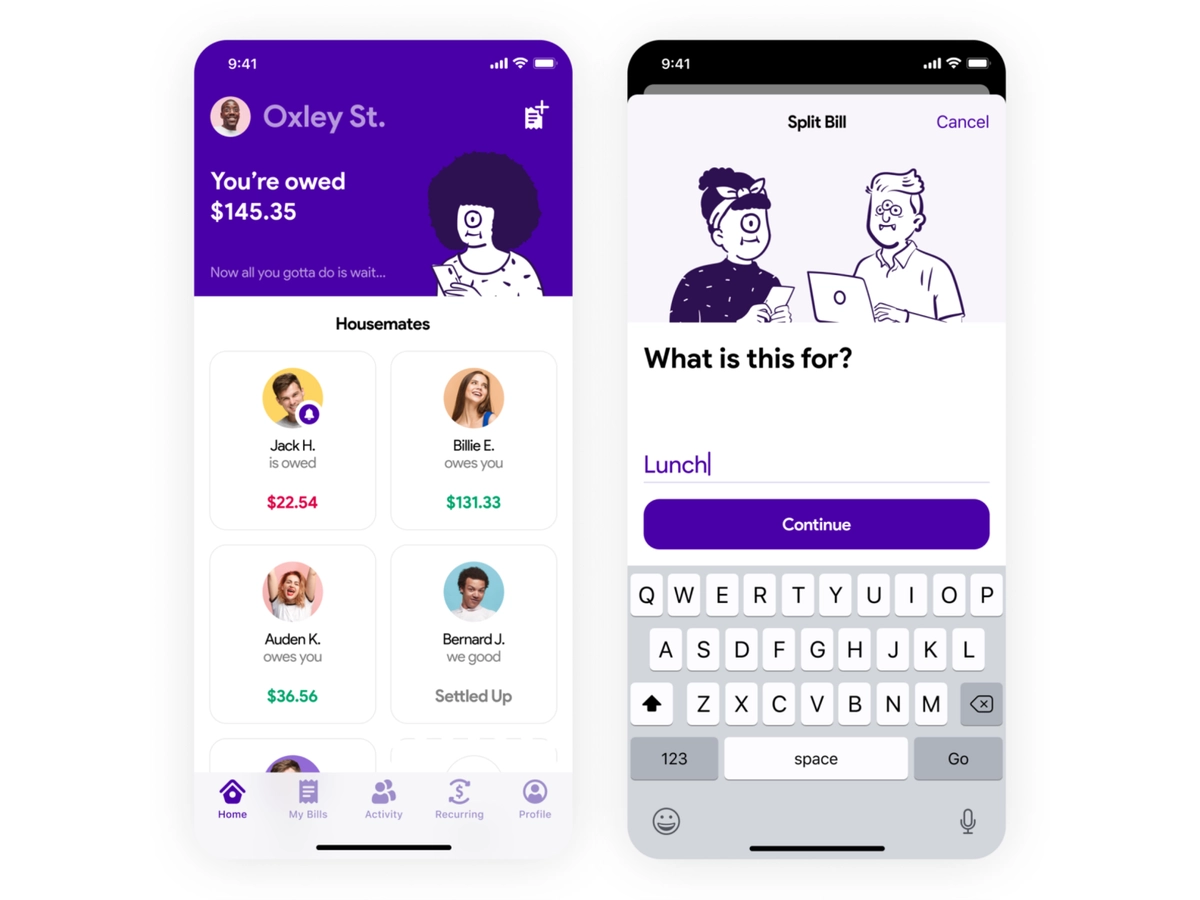 9:41
Oxley St.
You're owed
$145.35
Now all you gotta do is wait...
Housemates
Jack H.
is owed
$22.54
Billie E.
owes you
$131.33
Auden K.
owes you
$36.56
Bernard J.
we good
Settled Up
Home
My Bills
Activity
Recurring
Profile
9:41
Split Bill
Cancel
What is this for?
Lunch
Continue
Q W E R T Y U I O P
A S D F G H J K L
Z X C V B N M
123 space Go